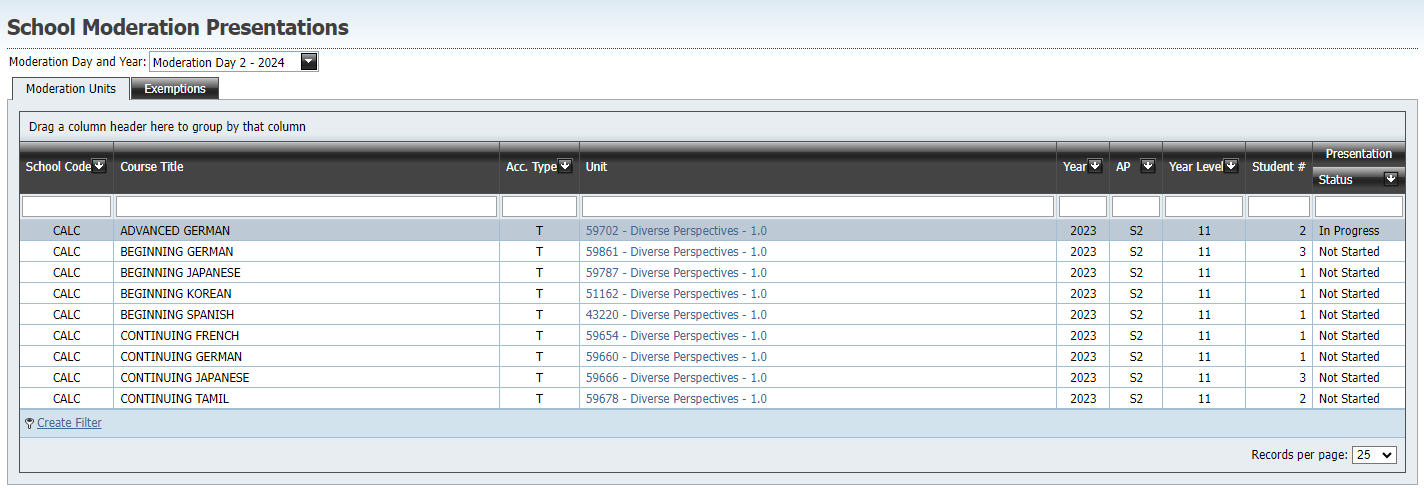 School Moderation Presentations
Moderation Day and Year: Moderation Day 2 - 2024
Moderation Units Exemptions
Drag a column header here to group by that column
School Code Course Title Acc. Type Unit Year AP Year Level Student # Presentation
Status
CALC ADVANCED GERMAN T 59702 - Diverse Perspectives - 1.0 2023 S2 11 2 In Progress
CALC BEGINNING GERMAN T 59861 - Diverse Perspectives - 1.0 2023 S2 11 3 Not Started
CALC BEGINNING JAPANESE T 59787 - Diverse Perspectives - 1.0 2023 S2 11 1 Not Started
CALC BEGINNING KOREAN T 51162 - Diverse Perspectives - 1.0 2023 S2 11 1 Not Started
CALC BEGINNING SPANISH T 43220 - Diverse Perspectives - 1.0 2023 S2 11 1 Not Started
CALC CONTINUING FRENCH T 59654 - Diverse Perspectives - 1.0 2023 S2 11 1 Not Started
CALC CONTINUING GERMAN T 59660 - Diverse Perspectives - 1.0 2023 S2 11 1 Not Started
CALC CONTINUING JAPANESE T 59666 - Diverse Perspectives - 1.0 2023 S2 11 3 Not Started
CALC CONTINUING TAMIL T 59678 - Diverse Perspectives - 1.0 2023 S2 11 2 Not Started
Create Filter
Records per page: 25